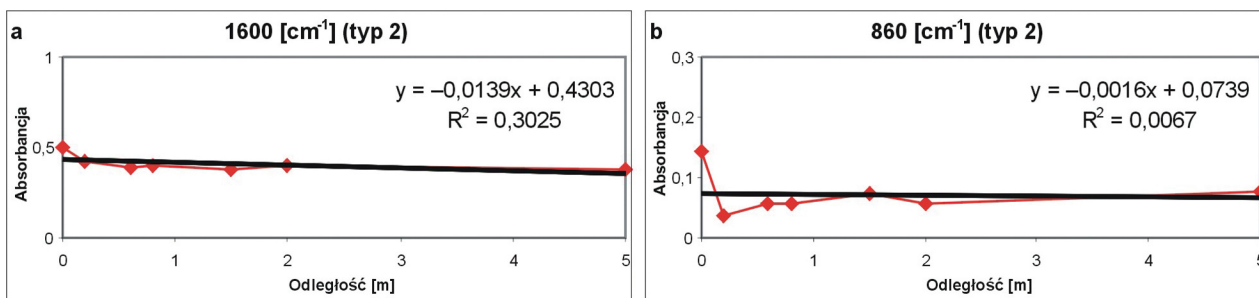 a
1600 [cm⁻¹] (typ 2)
1
0,5
0
Absorbancja
y = –0,0139x + 0,4303
R² = 0,3025
0 1 2 3 4 5
Odległość [m]
b
860 [cm⁻¹] (typ 2)
0,3
0,2
0,1
0
Absorbancja
y = –0,0016x + 0,0739
R² = 0,0067
0 1 2 3 4 5
Odległość [m]